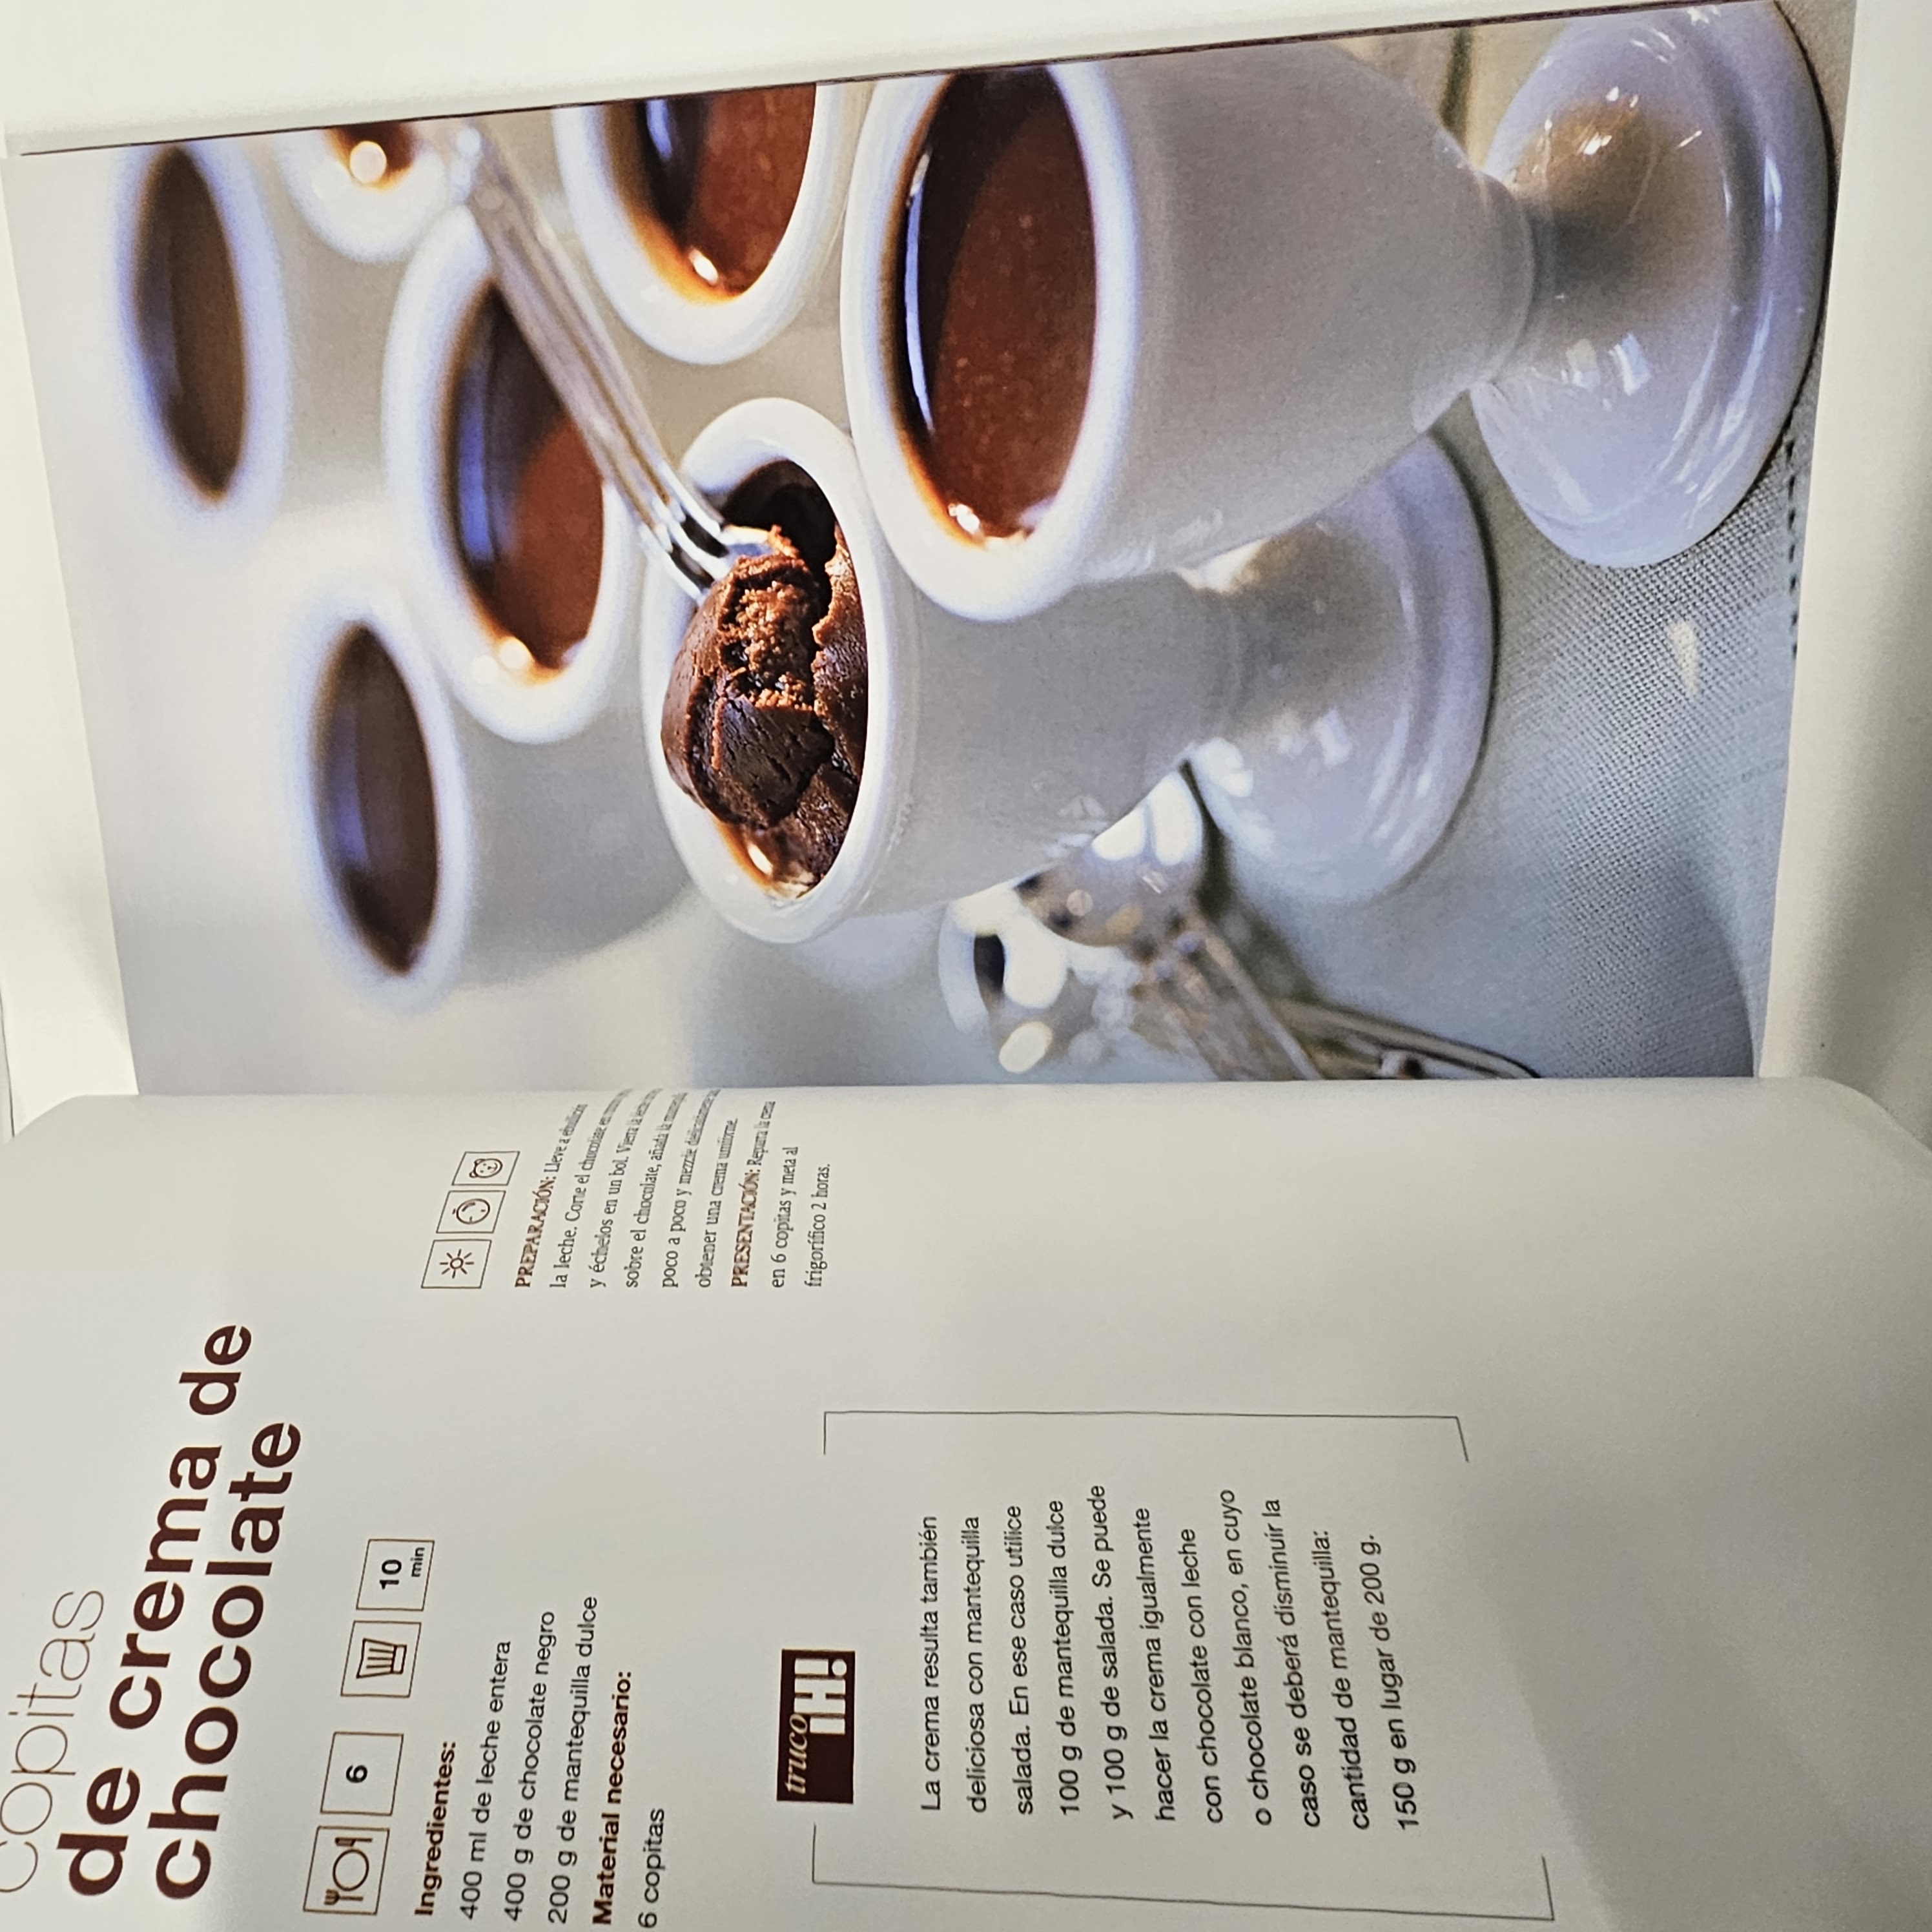 copitas
de crema de
chocolate
6
10
min
Ingredientes:
400 ml de leche entera
400 g de chocolate negro
200 g de mantequilla dulce
Material necesario:
6 copitas
PREPARACIÓN: Lleve a ebullición
la leche. Corte el chocolate en
y échelos en un bol. Vierta la leche
sobre el chocolate, añada la mantequilla
poco a poco y mezcle delicadamente
obtener una crema uniforme.
PRESENTACIÓN: Reparta la crema
en 6 copitas y meta al
frigorífico 2 horas.
truco
¡H!
La crema resulta también
deliciosa con mantequilla
salada. En ese caso utilice
100 g de mantequilla dulce
y 100 g de salada. Se puede
hacer la crema igualmente
con chocolate con leche
o chocolate blanco, en cuyo
caso se deberá disminuir la
cantidad de mantequilla:
150 g en lugar de 200 g.